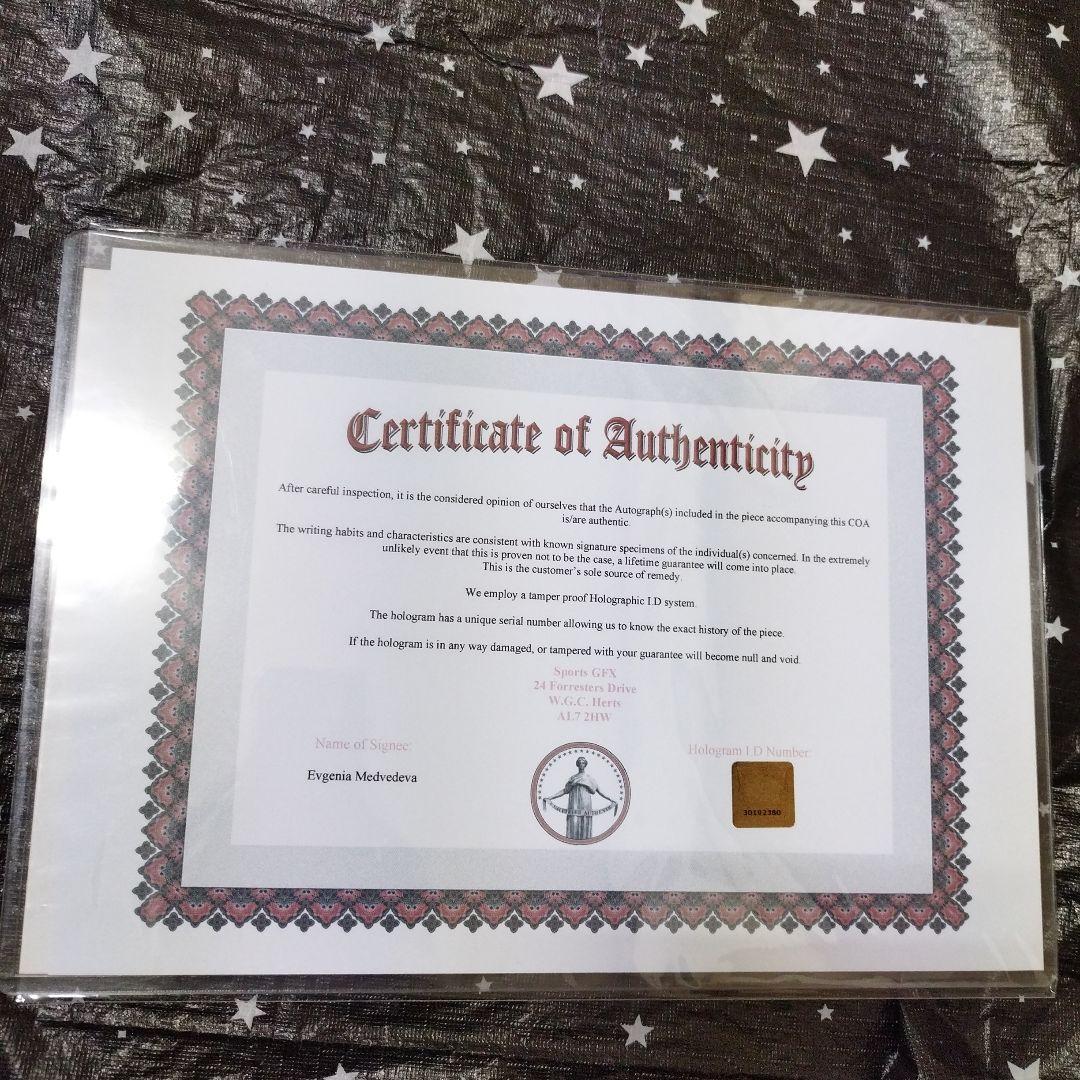 Certificate of Authenticity
After careful inspection, it is the considered opinion of ourselves that the Autograph(s) included in the piece accompanying this COA
is/are authentic.
The writing habits and characteristics are consistent with known signature specimens of the individual(s) concerned. In the extremely
unlikely event that this is proven not to be the case, a lifetime guarantee will come into place.
This is the customer's sole source of remedy.
We employ a tamper proof Holographic I.D system.
The hologram has a unique serial number allowing us to know the exact history of the piece.
If the hologram is in any way damaged, or tampered with your guarantee will become null and void.
Sports GFX
24 Forresters Drive
W.G.C. Herts
AL7 2HW
Name of Signee:
Evgenia Medvedeva
Hologram I.D Number:
30192380